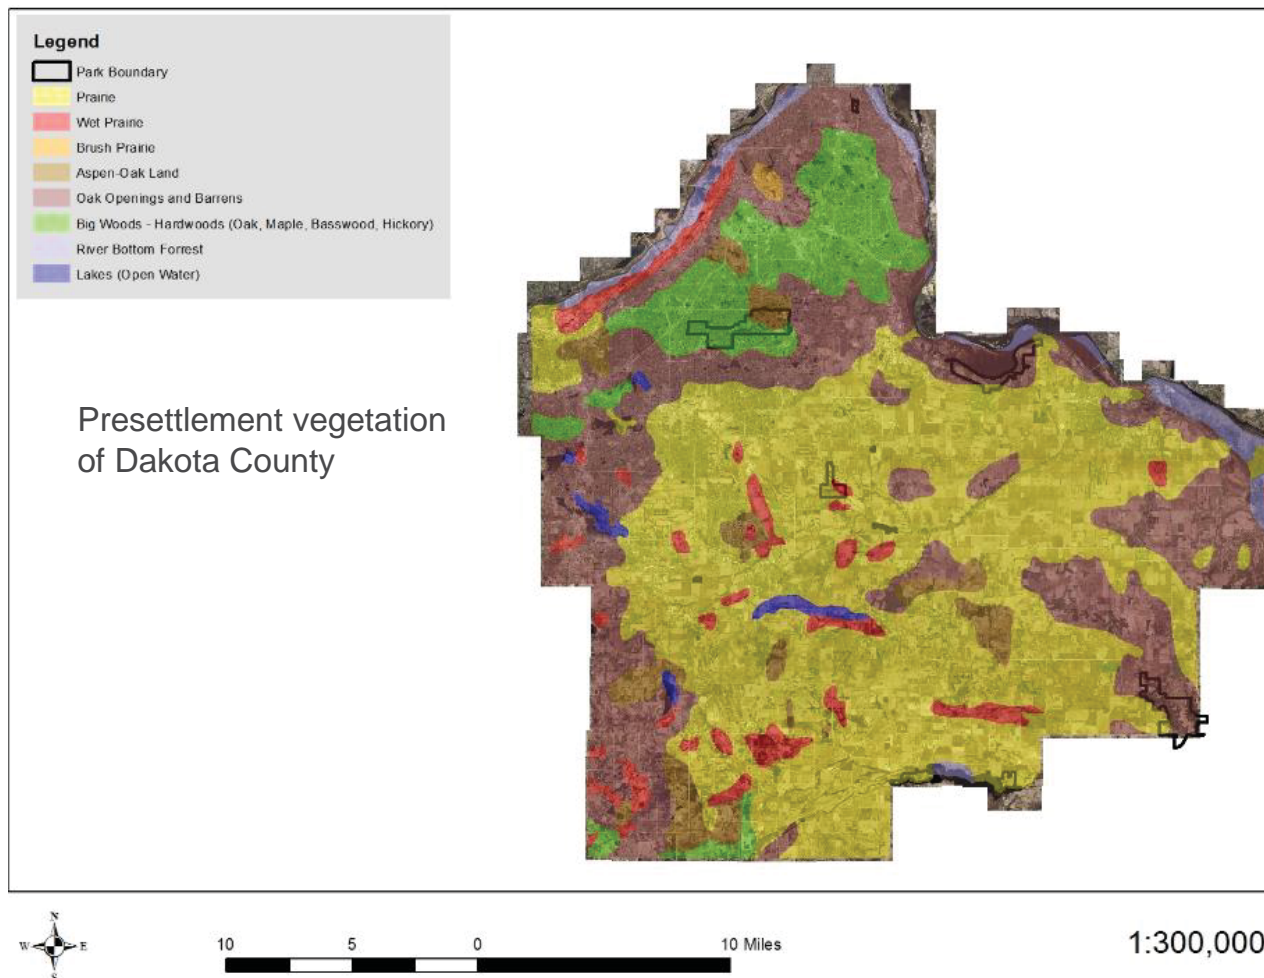 Legend
Park Boundary
Prairie
Wet Prairie
Brush Prairie
Aspen-Oak Land
Oak Openings and Barrens
Big Woods - Hardwoods (Oak, Maple, Basswood, Hickory)
River Bottom Forrest
Lakes (Open Water)
Presettlement vegetation
of Dakota County
N
W E
S
10 5 0 10 Miles
1:300,000